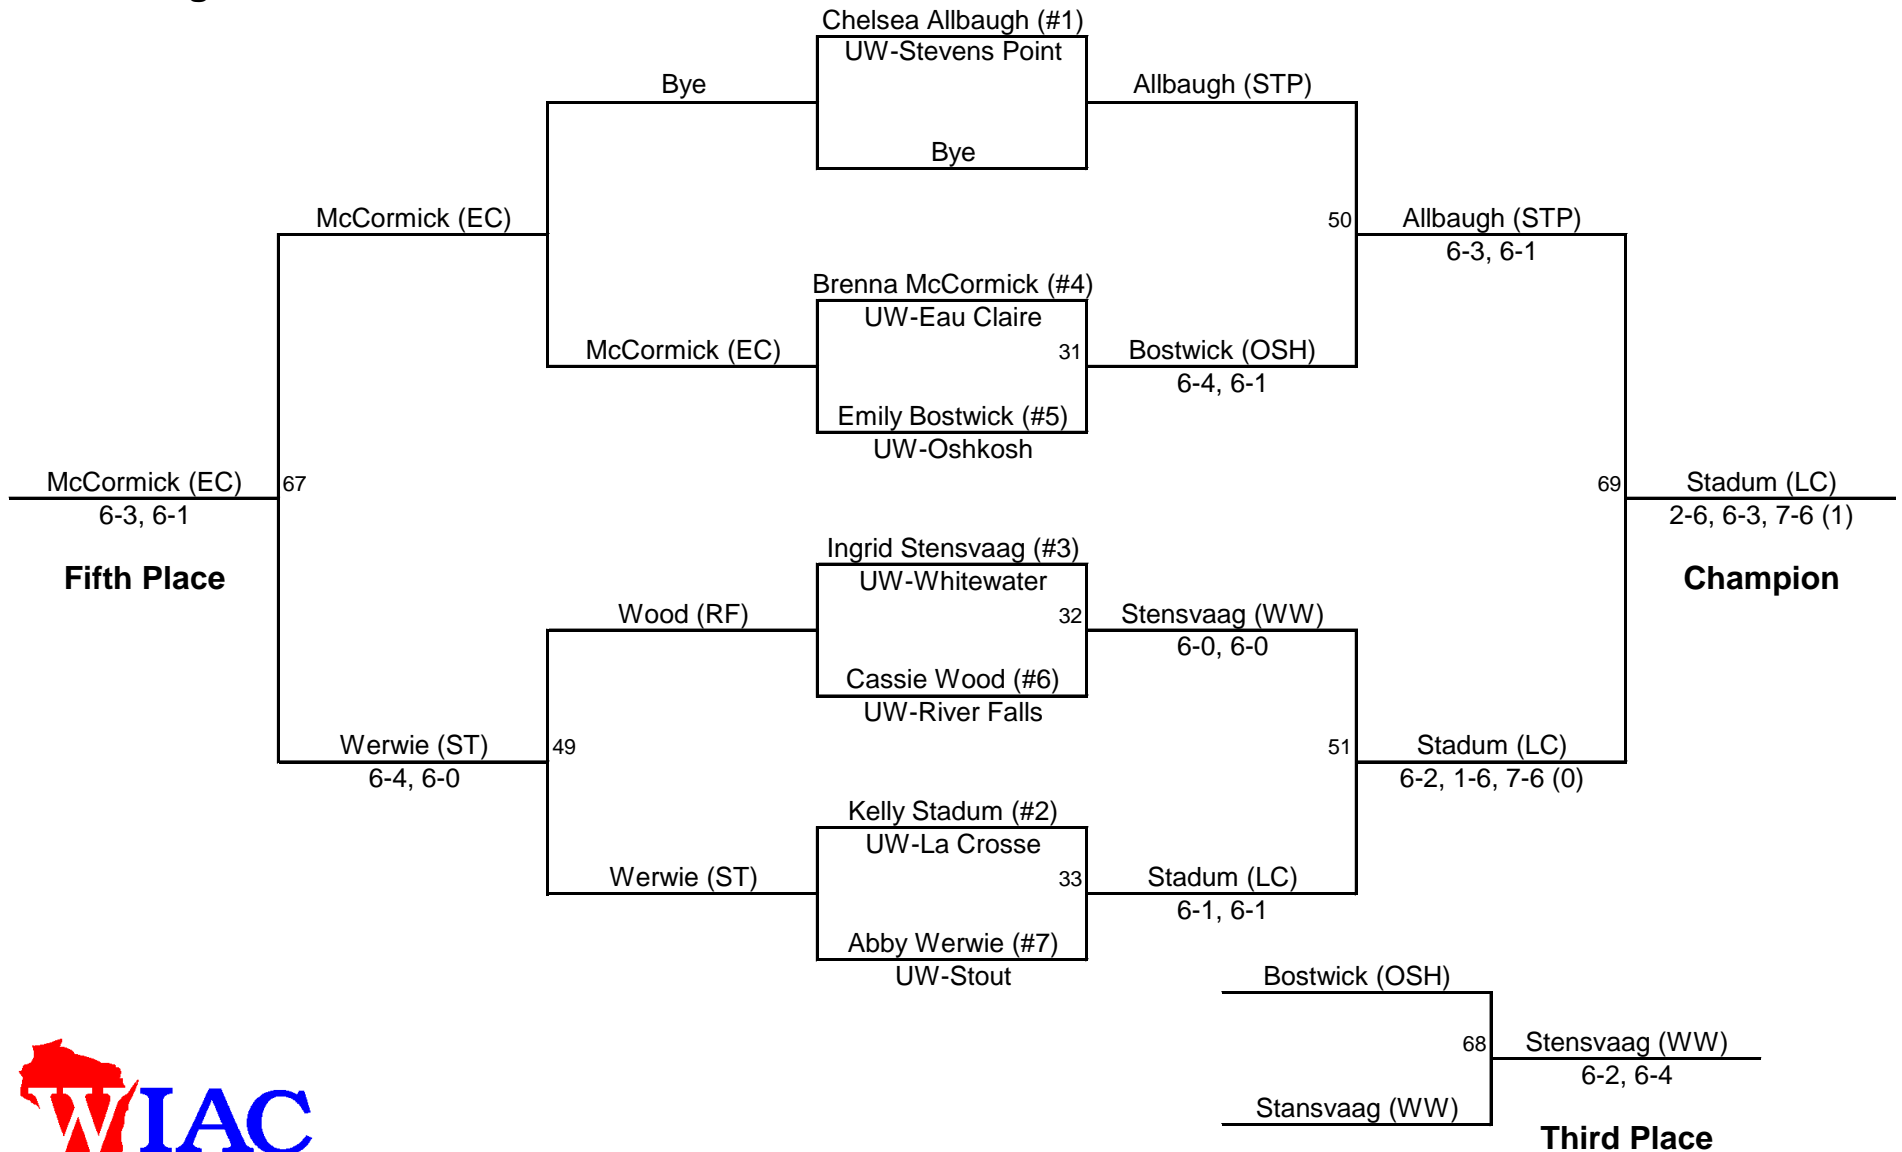 Chelsea Allbaugh (#1)
UW-Stevens Point
Bye
Allbaugh (STP)
Bye
McCormick (EC)
50
Allbaugh (STP)
6-3, 6-1
Brenna McCormick (#4)
UW-Eau Claire
McCormick (EC)
31
Bostwick (OSH)
6-4, 6-1
Emily Bostwick (#5)
UW-Oshkosh
McCormick (EC)
67
6-3, 6-1
Fifth Place
69
Stadum (LC)
2-6, 6-3, 7-6 (1)
Champion
Ingrid Stensvaag (#3)
UW-Whitewater
Wood (RF)
32
Stensvaag (WW)
6-0, 6-0
Cassie Wood (#6)
UW-River Falls
Werwie (ST)
49
6-4, 6-0
51
Stadum (LC)
6-2, 1-6, 7-6 (0)
Kelly Stadum (#2)
UW-La Crosse
Werwie (ST)
33
Stadum (LC)
6-1, 6-1
Abby Werwie (#7)
UW-Stout
Bostwick (OSH)
68
Stensvaag (WW)
6-2, 6-4
Stansvaag (WW)
Third Place
WIAC